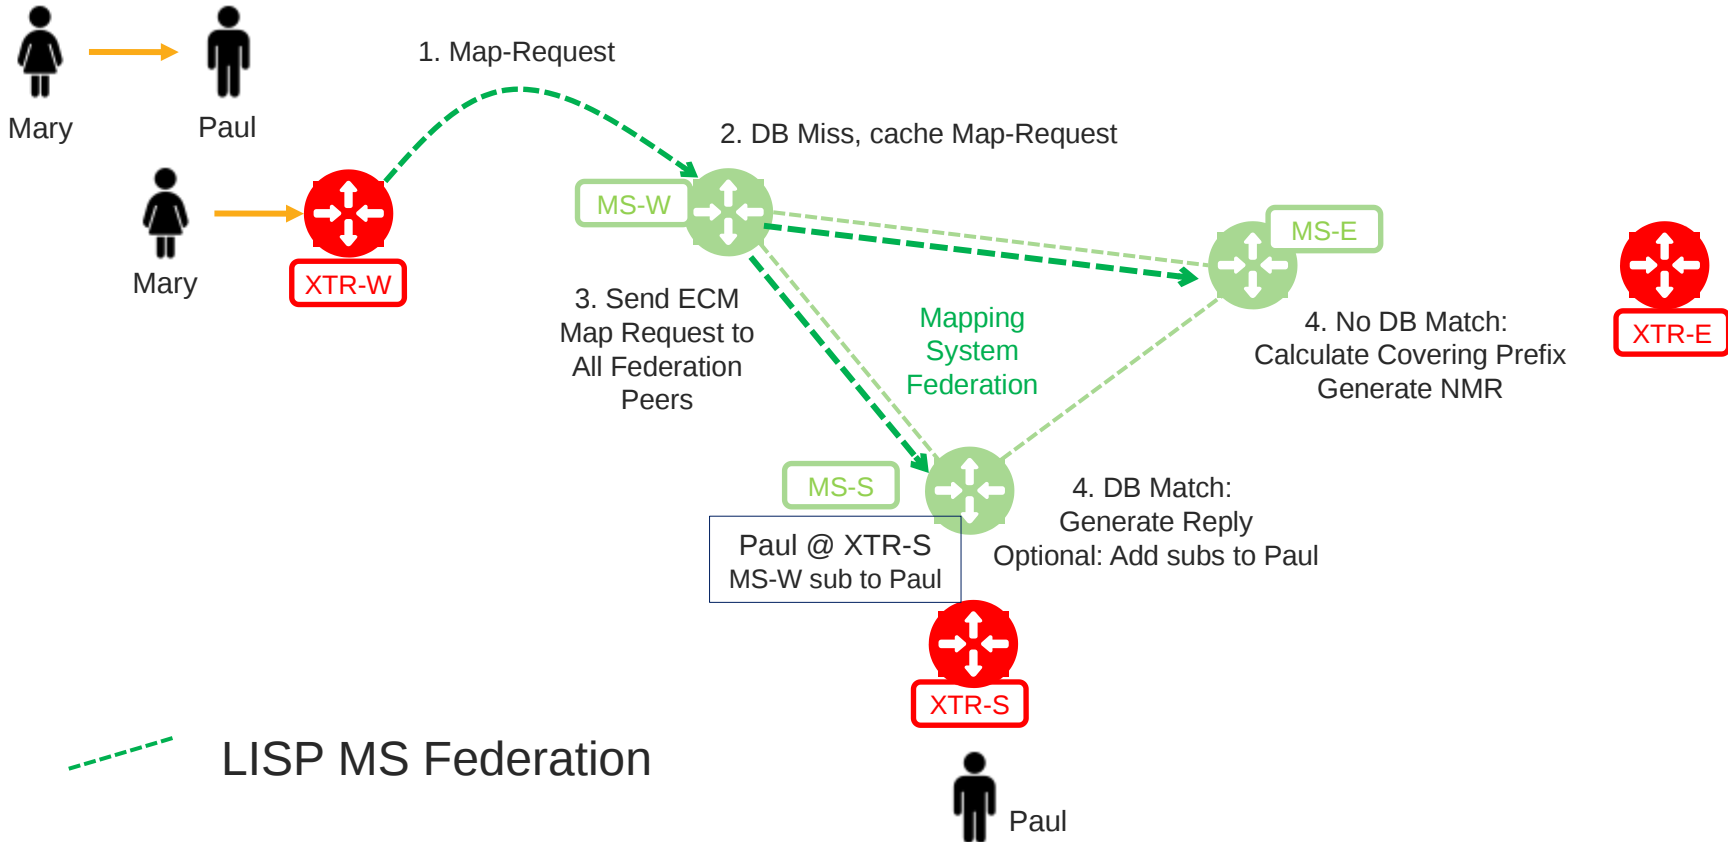 1. Map-Request
Mary
Paul
2. DB Miss, cache Map-Request
MS-W
MS-E
Mary
XTR-W
3. Send ECM
Map Request to
All Federation
Peers
Mapping
System
Federation
4. No DB Match:
Calculate Covering Prefix
Generate NMR
XTR-E
MS-S
4. DB Match:
Generate Reply
Optional: Add subs to Paul
Paul @ XTR-S
MS-W sub to Paul
XTR-S
LISP MS Federation
Paul